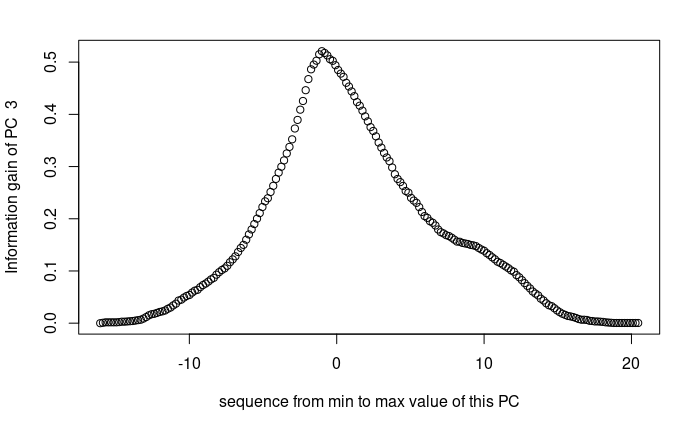 Information gain of PC 3
0.5
0.4
0.3
0.2
0.1
0.0
-10 0 10 20
sequence from min to max value of this PC